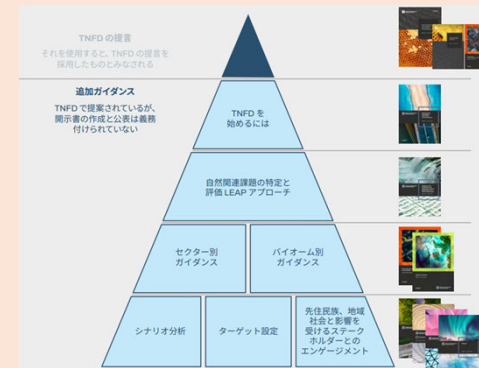 TNFD の提言
それを使用すると、TNFD の提言を
採用したものとみなされる
追加ガイダンス
TNFD で提案されているが、
開示書の作成と公表は義務
付けられていない
TNFD を
始めるには
自然関連課題の特定と
評価 LEAP アプローチ
セクター別
ガイダンス
バイオーム別
ガイダンス
シナリオ分析
ターゲット設定
先住民族、地域
社会と影響を
受けるステーク
ホルダーとの
エンゲージメント